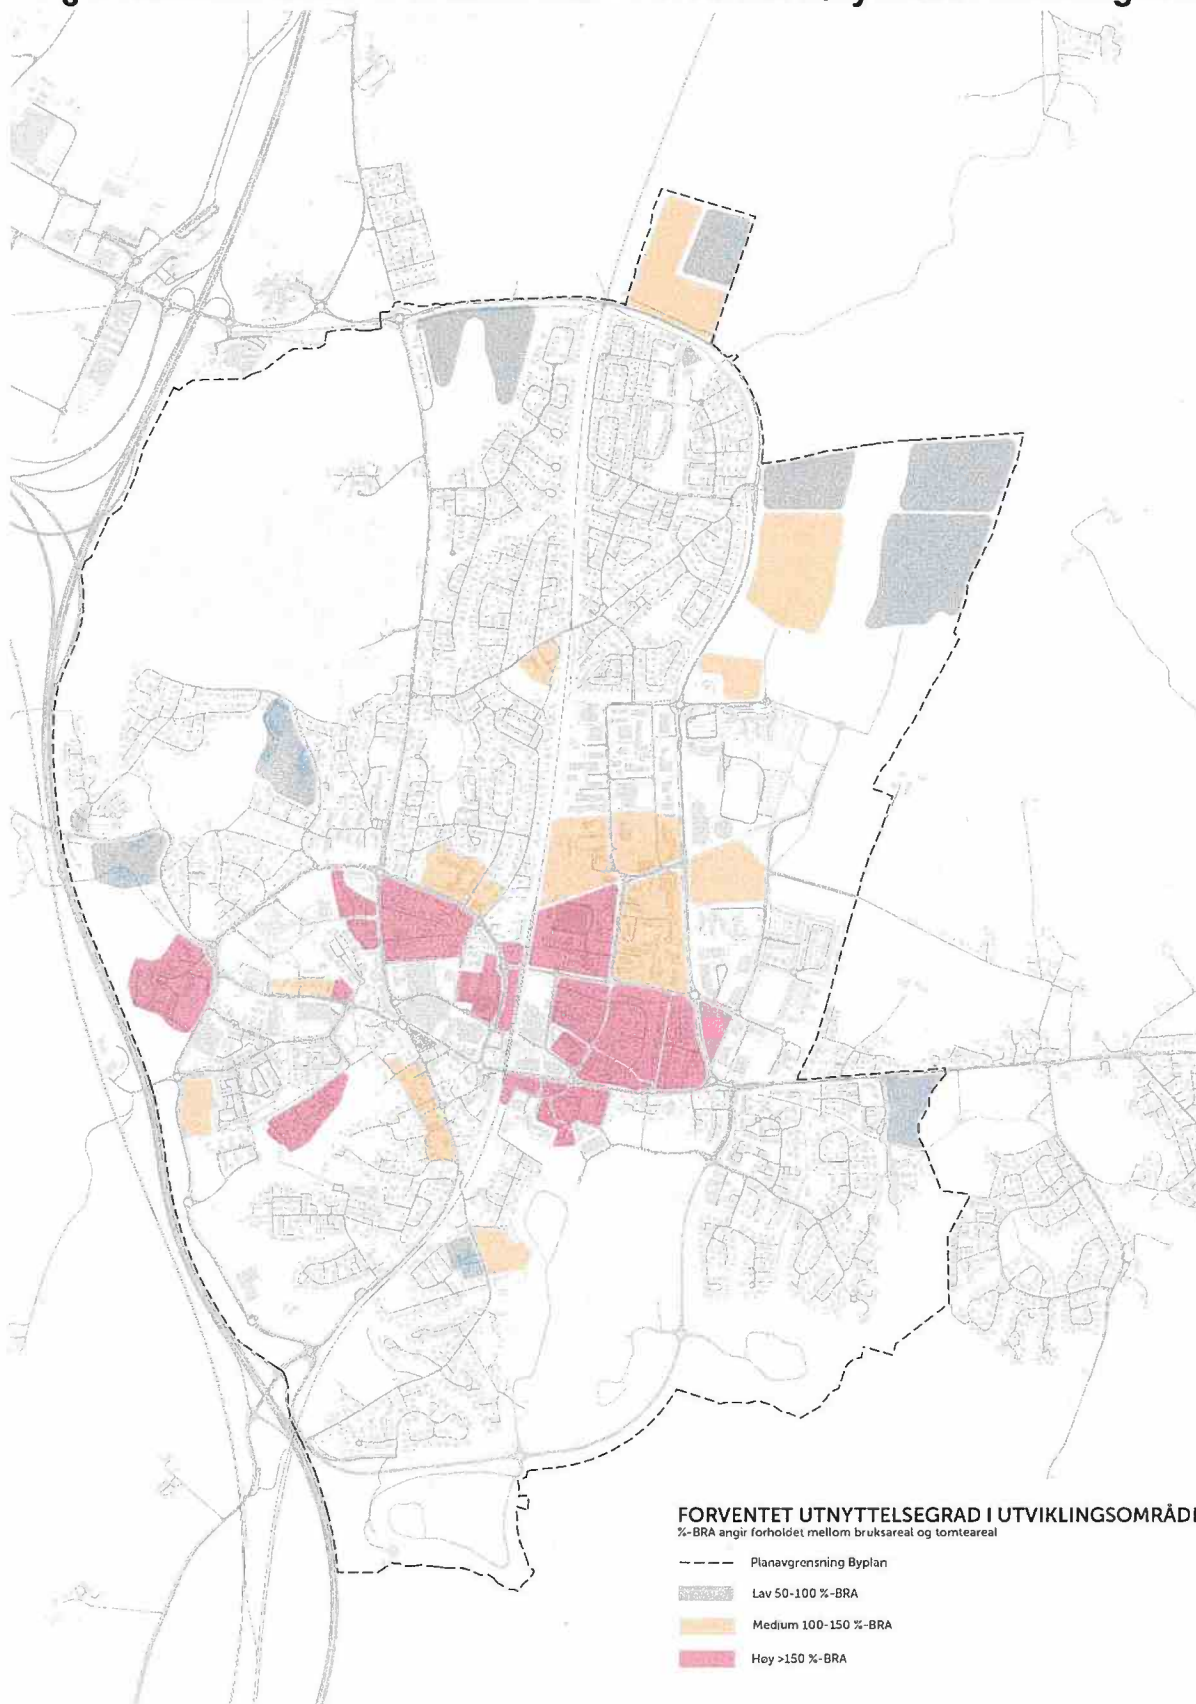 FORVENTET UTNYTTELSEGRAD I UTVIKLINGSOMRÅD
%-BRA angir forholdet mellom bruksareal og tomteareal
Planavgrensning Byplan
Lav 50-100 %-BRA
Medium 100-150 %-BRA
Høy >150 %-BRA